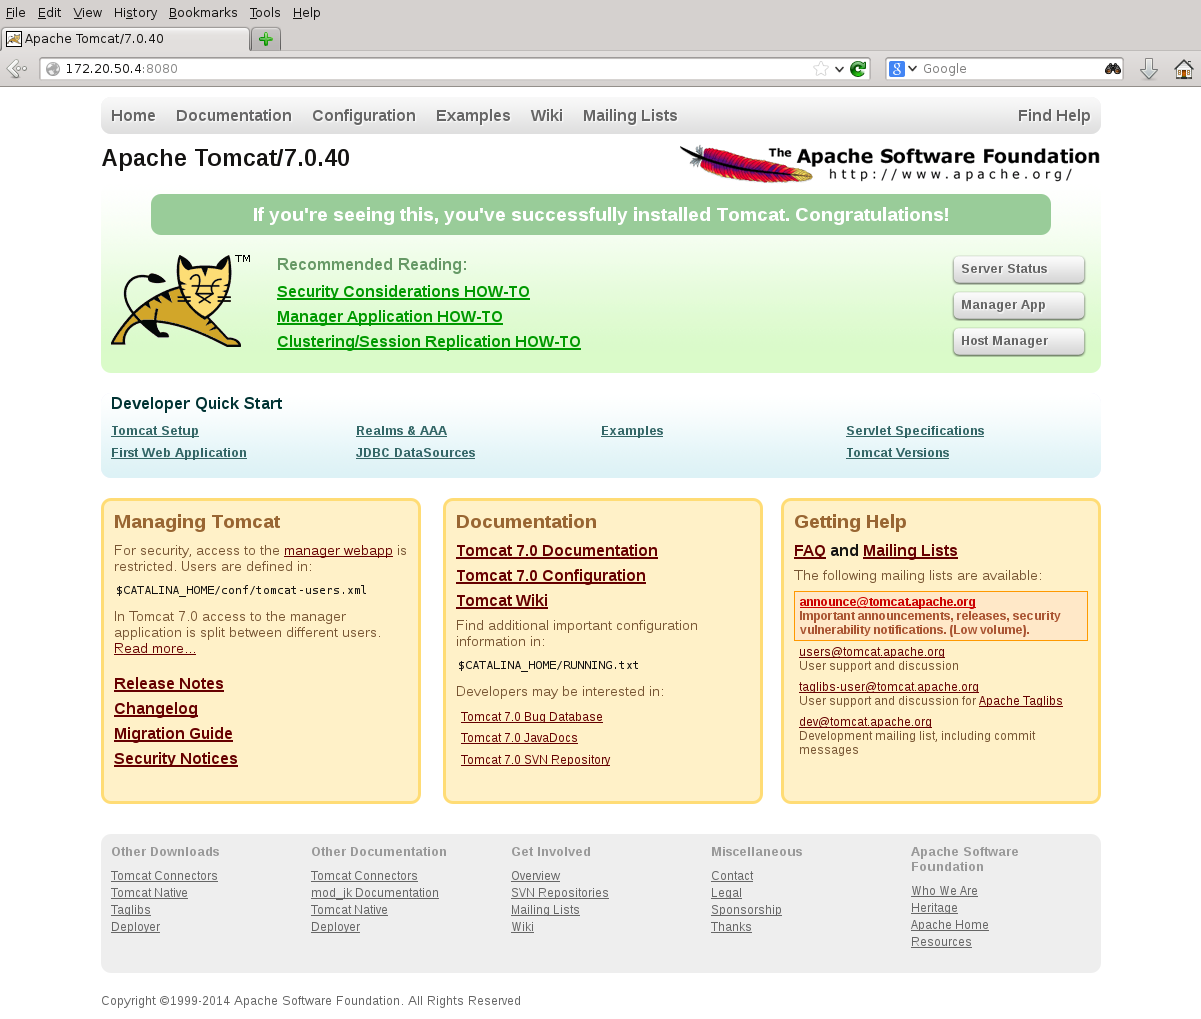 File Edit View History Bookmarks Tools Help
Apache Tomcat/7.0.40
172.20.50.4:8080
Google
Home Documentation Configuration Examples Wiki Mailing Lists Find Help
Apache Tomcat/7.0.40
The Apache Software Foundation
http://www.apache.org/
If you're seeing this, you've successfully installed Tomcat. Congratulations!
TM
Recommended Reading:
Security Considerations HOW-TO
Manager Application HOW-TO
Clustering/Session Replication HOW-TO
Server Status
Manager App
Host Manager
Developer Quick Start
Tomcat Setup
First Web Application
Realms & AAA
JDBC DataSources
Examples
Servlet Specifications
Tomcat Versions
Managing Tomcat
For security, access to the manager webapp is
restricted. Users are defined in:
$CATALINA_HOME/conf/tomcat-users.xml
In Tomcat 7.0 access to the manager
application is split between different users.
Read more...
Release Notes
Changelog
Migration Guide
Security Notices
Documentation
Tomcat 7.0 Documentation
Tomcat 7.0 Configuration
Tomcat Wiki
Find additional important configuration
information in:
$CATALINA_HOME/RUNNING.txt
Developers may be interested in:
Tomcat 7.0 Bug Database
Tomcat 7.0 JavaDocs
Tomcat 7.0 SVN Repository
Getting Help
FAQ and Mailing Lists
The following mailing lists are available:
announce@tomcat.apache.org
Important announcements, releases, security
vulnerability notifications. (Low volume).
users@tomcat.apache.org
User support and discussion
taglibs-user@tomcat.apache.org
User support and discussion for Apache Taglibs
dev@tomcat.apache.org
Development mailing list, including commit
messages
Other Downloads
Tomcat Connectors
Tomcat Native
Taglibs
Deployer
Other Documentation
Tomcat Connectors
mod_jk Documentation
Tomcat Native
Deployer
Get Involved
Overview
SVN Repositories
Mailing Lists
Wiki
Miscellaneous
Contact
Legal
Sponsorship
Thanks
Apache Software
Foundation
Who We Are
Heritage
Apache Home
Resources
Copyright ©1999-2014 Apache Software Foundation. All Rights Reserved